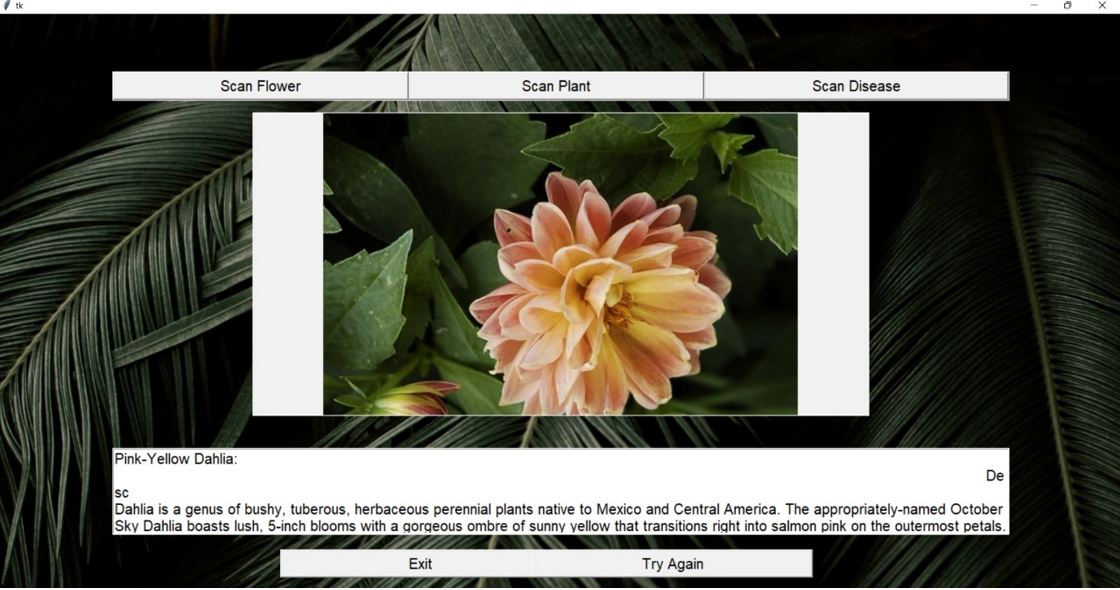 tk
Scan Flower
Scan Plant
Scan Disease
Pink-Yellow Dahlia:
De
sc
Dahlia is a genus of bushy, tuberous, herbaceous perennial plants native to Mexico and Central America. The appropriately-named October
Sky Dahlia boasts lush, 5-inch blooms with a gorgeous ombre of sunny yellow that transitions right into salmon pink on the outermost petals.
Exit
Try Again